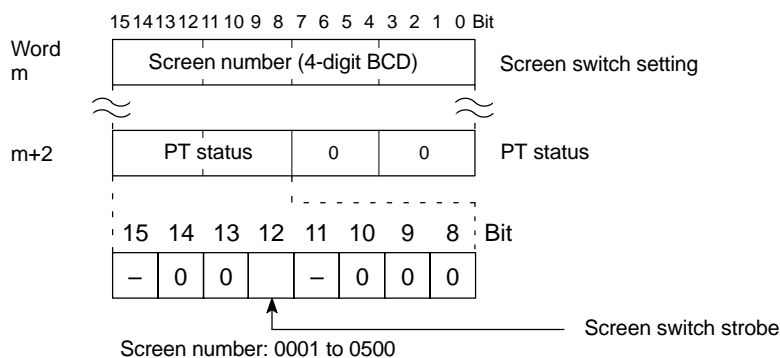 15 14 13 12 11 10 9 8 7 6 5 4 3 2 1 0 Bit
Word
m
Screen number (4-digit BCD)
Screen switch setting
m+2
PT status
0
0
PT status
15 14 13 12 11 10 9 8 Bit
– 0 0 – 0 0 0
Screen switch strobe
Screen number: 0001 to 0500